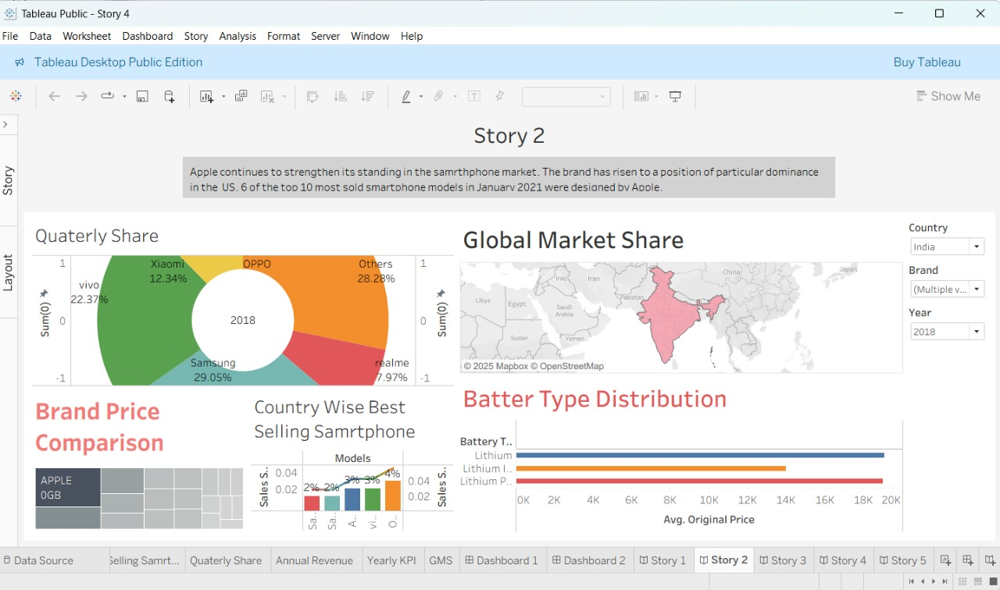 Tableau Public - Story 4
File Data Worksheet Dashboard Story Analysis Format Server Window Help
Tableau Desktop Public Edition Buy Tableau
Show Me
Story
Layout
Story 2
Apple continues to strengthen its standing in the samrthphone market. The brand has risen to a position of particular dominance
in the US. 6 of the top 10 most sold smartphone models in January 2021 were designed by Apple.
Quaterly Share
1
0
-1
Sum(0)
Xiaomi
12.34%
OPPO
Others
28.28%
vivo
22.37%
2018
Samsung
29.05%
realme
7.97%
1
0
-1
Sum(0)
Global Market Share
Iraq
Iran
China
Japan
Libya
Egypt
Saudi
Arabia
Pakistan
Sudan
Yemen
© 2025 Mapbox © OpenStreetMap
Country
India
Brand
(Multiple v...
Year
2018
Brand Price
Comparison
APPLE
0GB
Country Wise Best
Selling Samrtphone
Models
Sales S..
0.04
0.02
2% 2% 3% 3% 4%
0.04
0.02
Sales S..
Sa..
Sa..
A..
vi..
O..
Batter Type Distribution
Battery T..
Lithium
Lithium I..
Lithium P..
0K 2K 4K 6K 8K 10K 12K 14K 16K 18K 20K
Avg. Original Price
Data Source Selling Samrt... Quaterly Share Annual Revenue Yearly KPI GMS Dashboard 1 Dashboard 2 Story 1 Story 2 Story 3 Story 4 Story 5